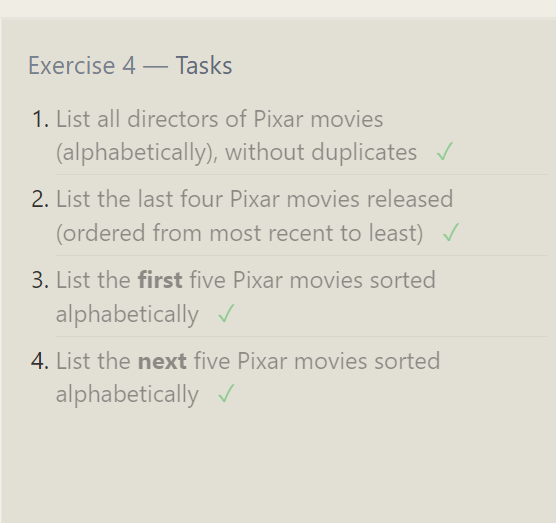 Exercise 4 — Tasks
1. List all directors of Pixar movies
(alphabetically), without duplicates ✓
2. List the last four Pixar movies released
(ordered from most recent to least) ✓
3. List the first five Pixar movies sorted
alphabetically ✓
4. List the next five Pixar movies sorted
alphabetically ✓